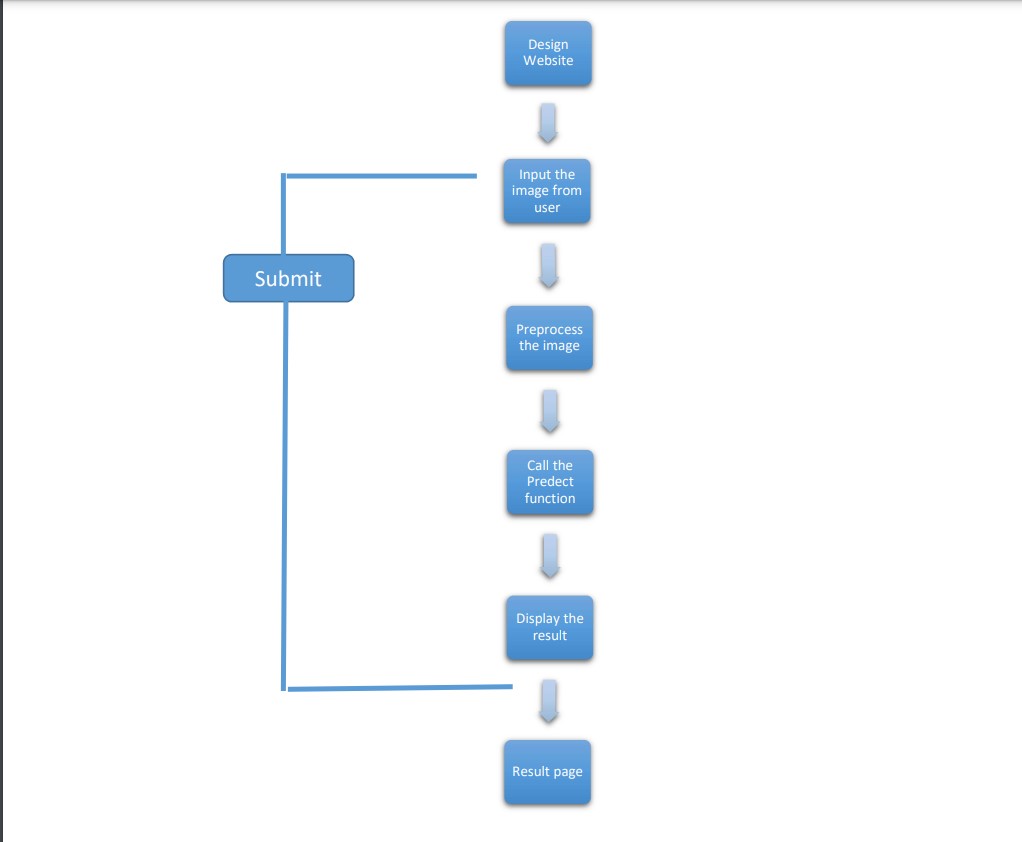 Design
Website
Input the
image from
user
Submit
Preprocess
the image
Call the
Predect
function
Display the
result
Result page